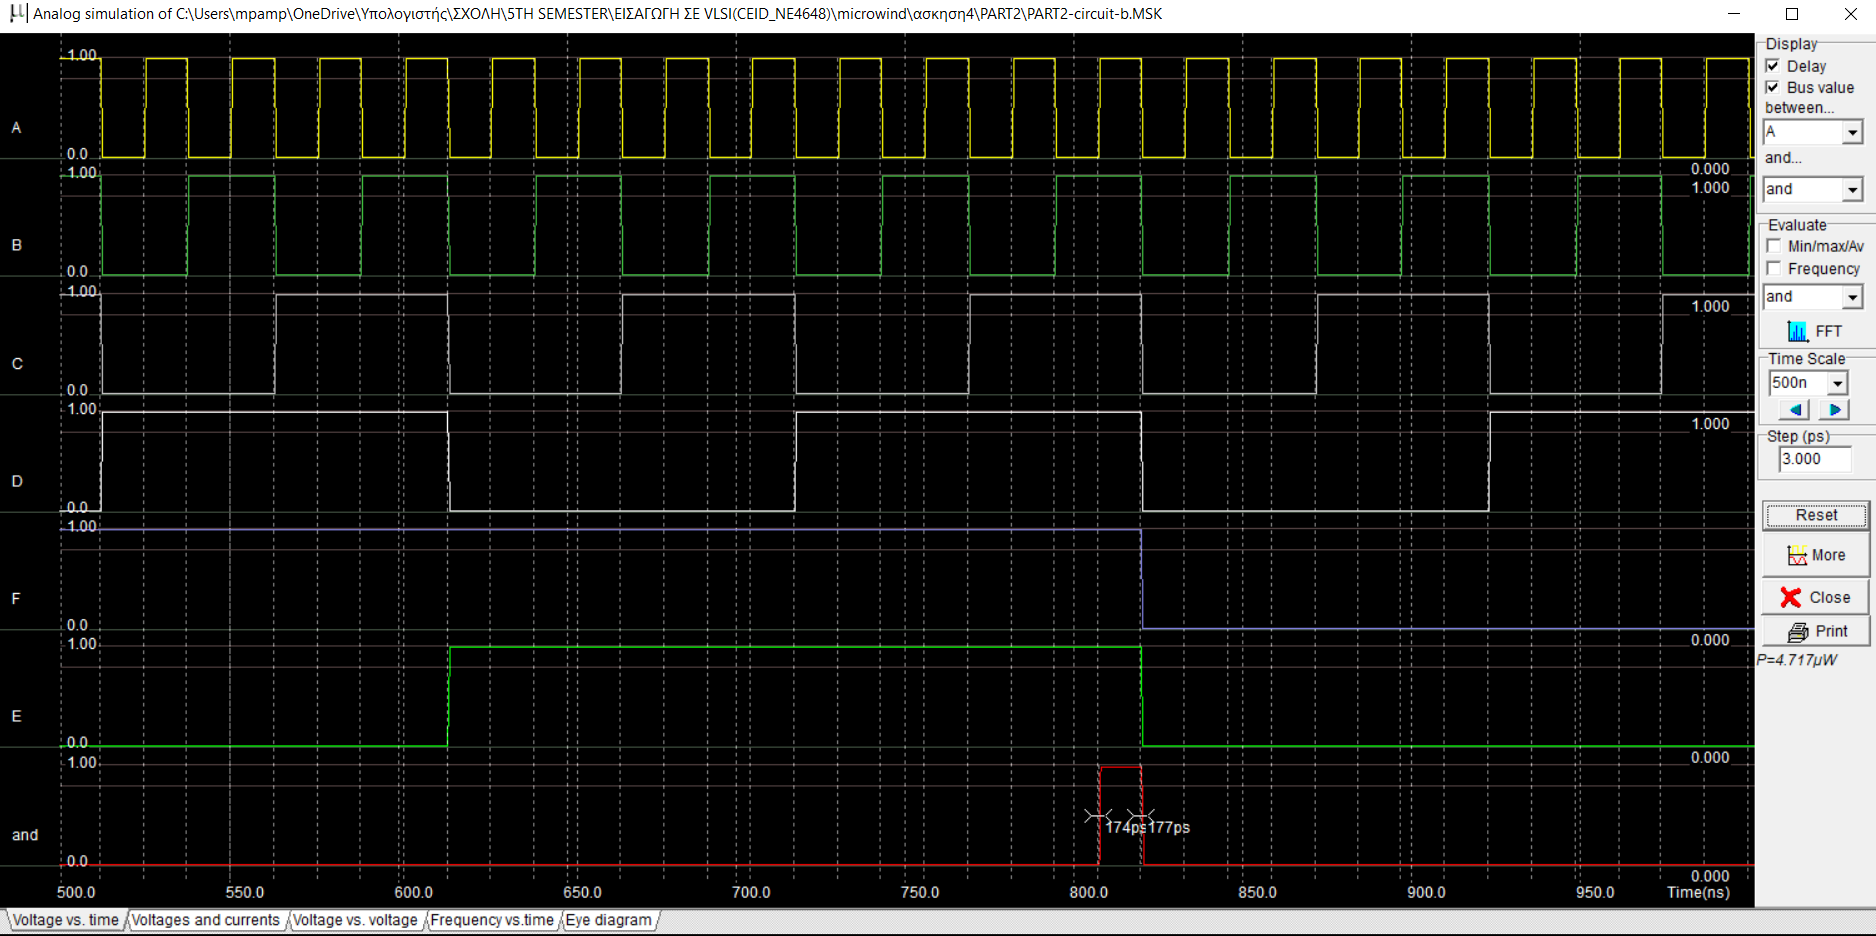 Analog simulation of C:\Users\mpamp\OneDrive\Υπολογιστής\ΣΧΟΛΗ\5TH SEMESTER\ΕΙΣΑΓΩΓΗ ΣΕ VLSI(CEID_NE4648)\microwind\ασκηση4\PART2\PART2-circuit-b.MSK
1.00
A
0.0
0.000
1.00
1.000
B
0.0
1.00
1.000
C
0.0
1.00
1.000
D
0.0
1.00
F
0.0
0.000
1.00
E
0.0
0.000
1.00
174ps
177ps
and
0.0
0.000
500.0 550.0 600.0 650.0 700.0 750.0 800.0 850.0 900.0 950.0 Time(ns)
Voltage vs. time
Voltages and currents
Voltage vs. voltage
Frequency vs.time
Eye diagram
Display
Delay
Bus value
between...
A
and...
and
Evaluate
Min/max/Av
Frequency
and
FFT
Time Scale
500n
Step (ps)
3.000
Reset
More
Close
Print
P=4.717µW